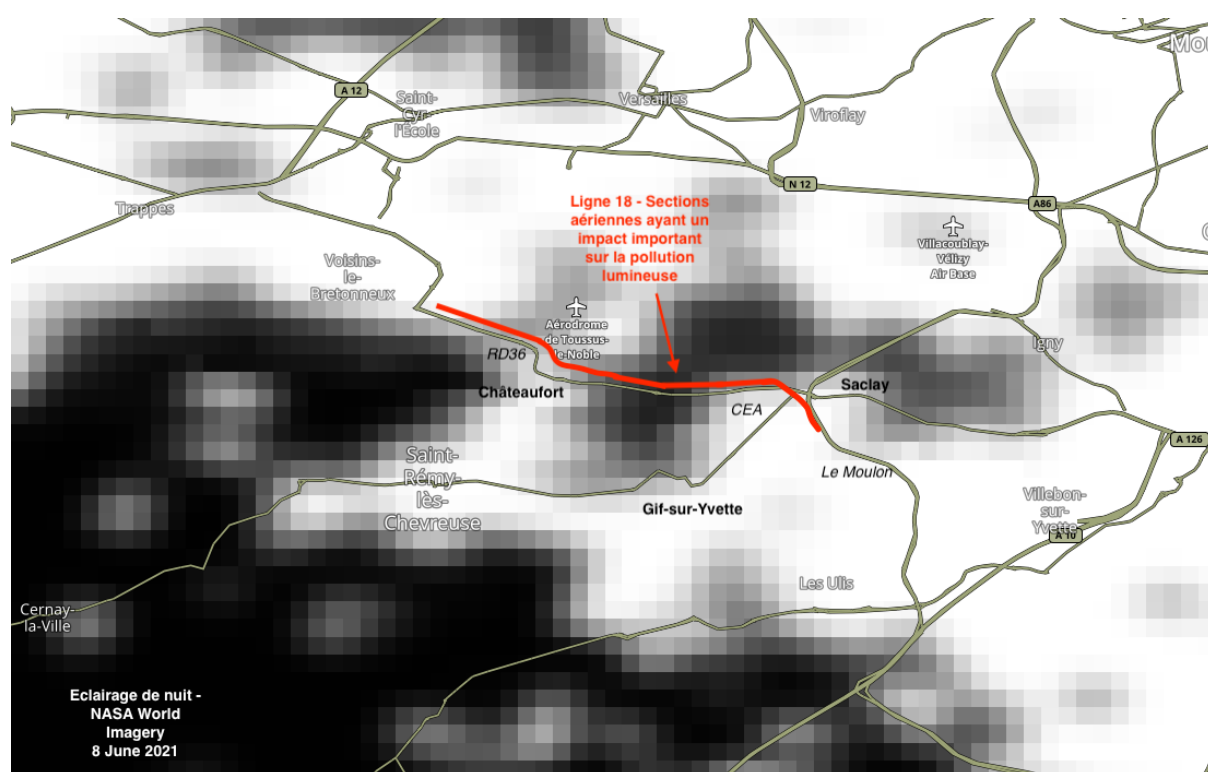 Mo
A 12
Saint-
Cyr-
l'École
Versailles
Viroflay
N 12
A86
Trappes
Ligne 18 - Sections
aériennes ayant un
impact important
sur la pollution
lumineuse
Villacoublay-
Vélizy
Air Base
Voisins-
le-
Bretonneux
Aérodrome
de Toussus-
le-Noble
Igny
RD36
Châteaufort
Saclay
CEA
A 126
Saint-
Rémy-
lès-
Chevreuse
Le Moulon
Gif-sur-Yvette
Villebon-
sur-
Yvette
A 10
Les Ulis
Cernay-
la-Ville
Eclairage de nuit -
NASA World
Imagery
8 June 2021